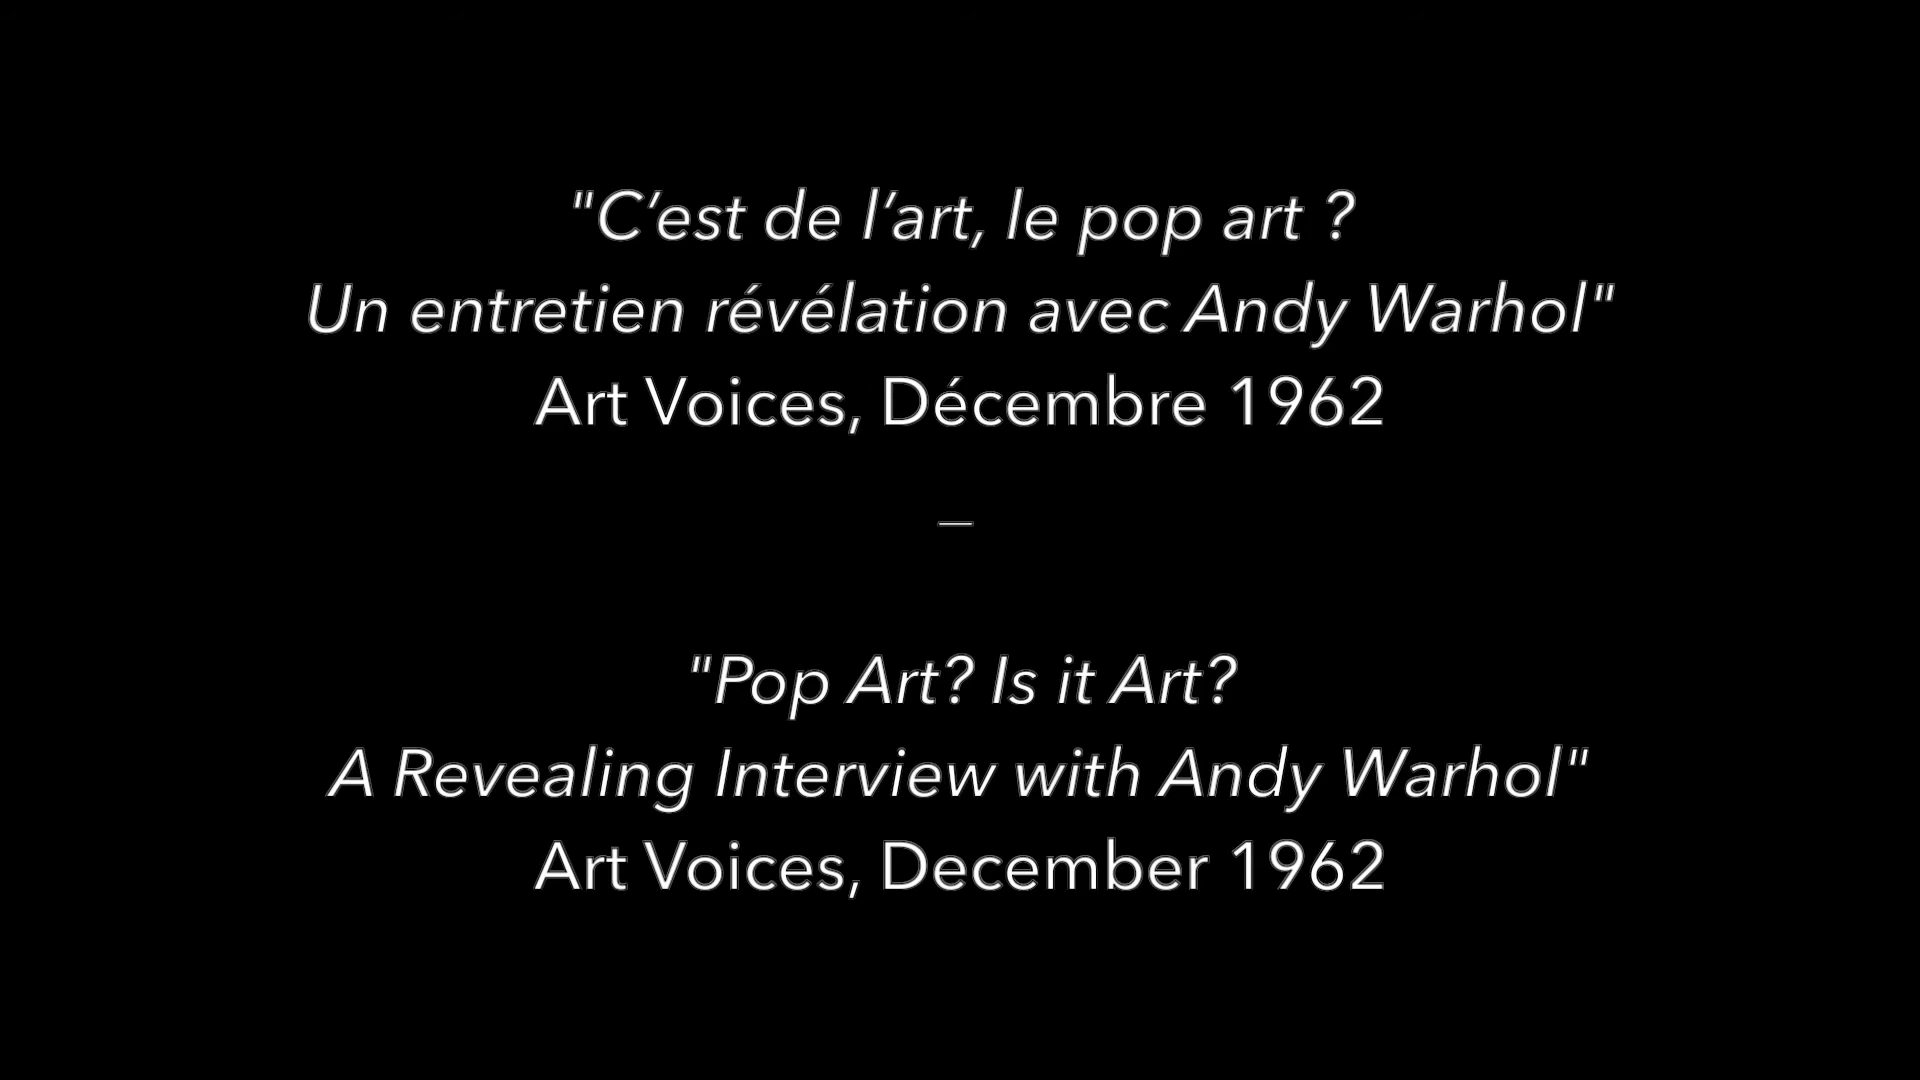 "C’est de l’art, le pop art ?
Un entretien révélation avec Andy Warhol"
Art Voices, Décembre 1962
—
"Pop Art? Is it Art?
A Revealing Interview with Andy Warhol"
Art Voices, December 1962